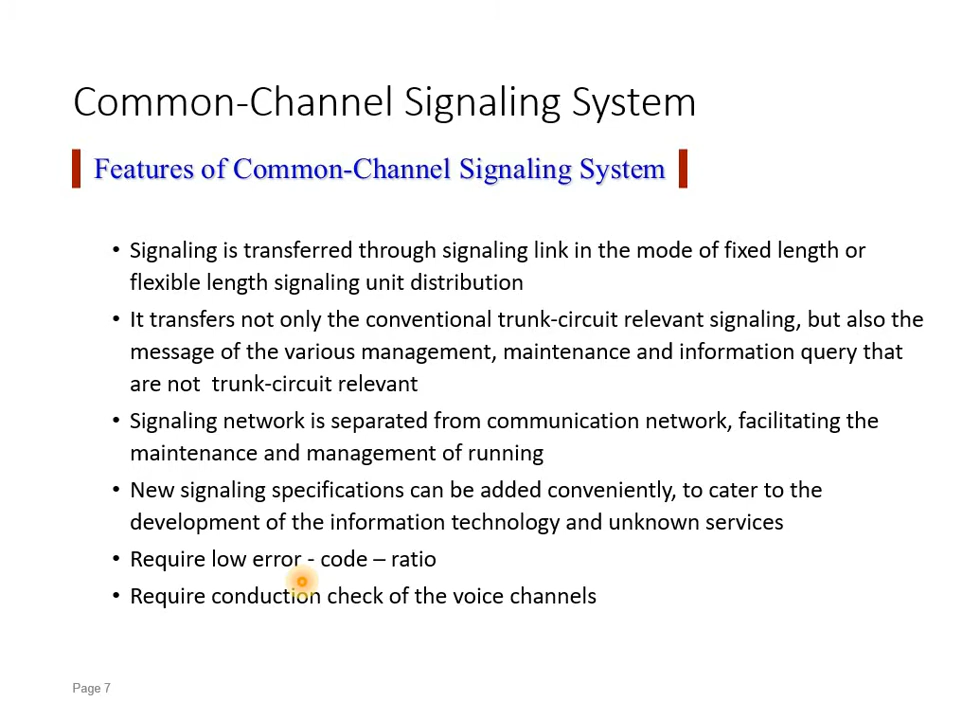 Common-Channel Signaling System
Features of Common-Channel Signaling System
• Signaling is transferred through signaling link in the mode of fixed length or
flexible length signaling unit distribution
• It transfers not only the conventional trunk-circuit relevant signaling, but also the
message of the various management, maintenance and information query that
are not trunk-circuit relevant
• Signaling network is separated from communication network, facilitating the
maintenance and management of running
• New signaling specifications can be added conveniently, to cater to the
development of the information technology and unknown services
• Require low error - code – ratio
• Require conduction check of the voice channels
Page 7